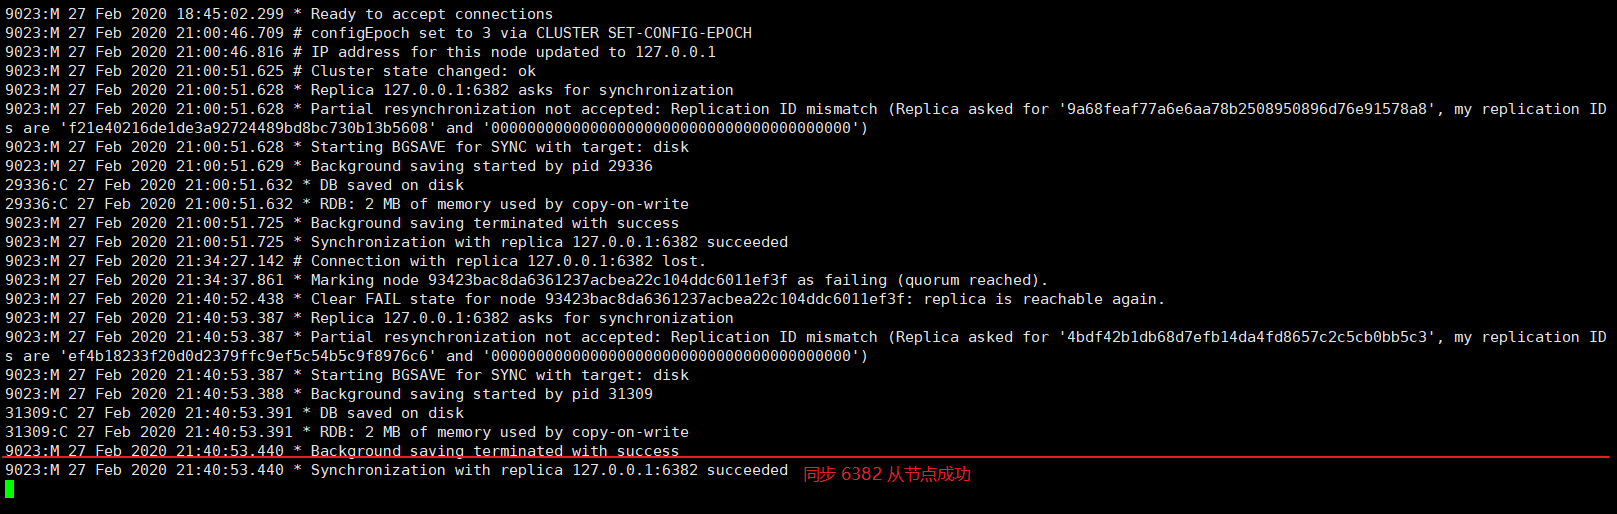 9023:M 27 Feb 2020 18:45:02.299 * Ready to accept connections
9023:M 27 Feb 2020 21:00:46.709 # configEpoch set to 3 via CLUSTER SET-CONFIG-EPOCH
9023:M 27 Feb 2020 21:00:46.816 # IP address for this node updated to 127.0.0.1
9023:M 27 Feb 2020 21:00:51.625 # Cluster state changed: ok
9023:M 27 Feb 2020 21:00:51.628 * Replica 127.0.0.1:6382 asks for synchronization
9023:M 27 Feb 2020 21:00:51.628 * Partial resynchronization not accepted: Replication ID mismatch (Replica asked for '9a68feaf77a6e6aa78b2508950896d76e91578a8', my replication ID
s are 'f21e40216de1de3a92724489bd8bc730b13b5608' and '0000000000000000000000000000000000000000')
9023:M 27 Feb 2020 21:00:51.628 * Starting BGSAVE for SYNC with target: disk
9023:M 27 Feb 2020 21:00:51.629 * Background saving started by pid 29336
29336:C 27 Feb 2020 21:00:51.632 * DB saved on disk
29336:C 27 Feb 2020 21:00:51.632 * RDB: 2 MB of memory used by copy-on-write
9023:M 27 Feb 2020 21:00:51.725 * Background saving terminated with success
9023:M 27 Feb 2020 21:00:51.725 * Synchronization with replica 127.0.0.1:6382 succeeded
9023:M 27 Feb 2020 21:34:27.142 # Connection with replica 127.0.0.1:6382 lost.
9023:M 27 Feb 2020 21:34:37.861 * Marking node 93423bac8da6361237acbea22c104ddc6011ef3f as failing (quorum reached).
9023:M 27 Feb 2020 21:40:52.438 * Clear FAIL state for node 93423bac8da6361237acbea22c104ddc6011ef3f: replica is reachable again.
9023:M 27 Feb 2020 21:40:53.387 * Replica 127.0.0.1:6382 asks for synchronization
9023:M 27 Feb 2020 21:40:53.387 * Partial resynchronization not accepted: Replication ID mismatch (Replica asked for '4bdf42b1db68d7efb14da4fd8657c2c5cb0bb5c3', my replication ID
s are 'ef4b18233f20d0d2379ffc9ef5c54b5c9f8976c6' and '0000000000000000000000000000000000000000')
9023:M 27 Feb 2020 21:40:53.387 * Starting BGSAVE for SYNC with target: disk
9023:M 27 Feb 2020 21:40:53.388 * Background saving started by pid 31309
31309:C 27 Feb 2020 21:40:53.391 * DB saved on disk
31309:C 27 Feb 2020 21:40:53.391 * RDB: 2 MB of memory used by copy-on-write
9023:M 27 Feb 2020 21:40:53.440 * Background saving terminated with success
9023:M 27 Feb 2020 21:40:53.440 * Synchronization with replica 127.0.0.1:6382 succeeded 同步 6382 从节点成功